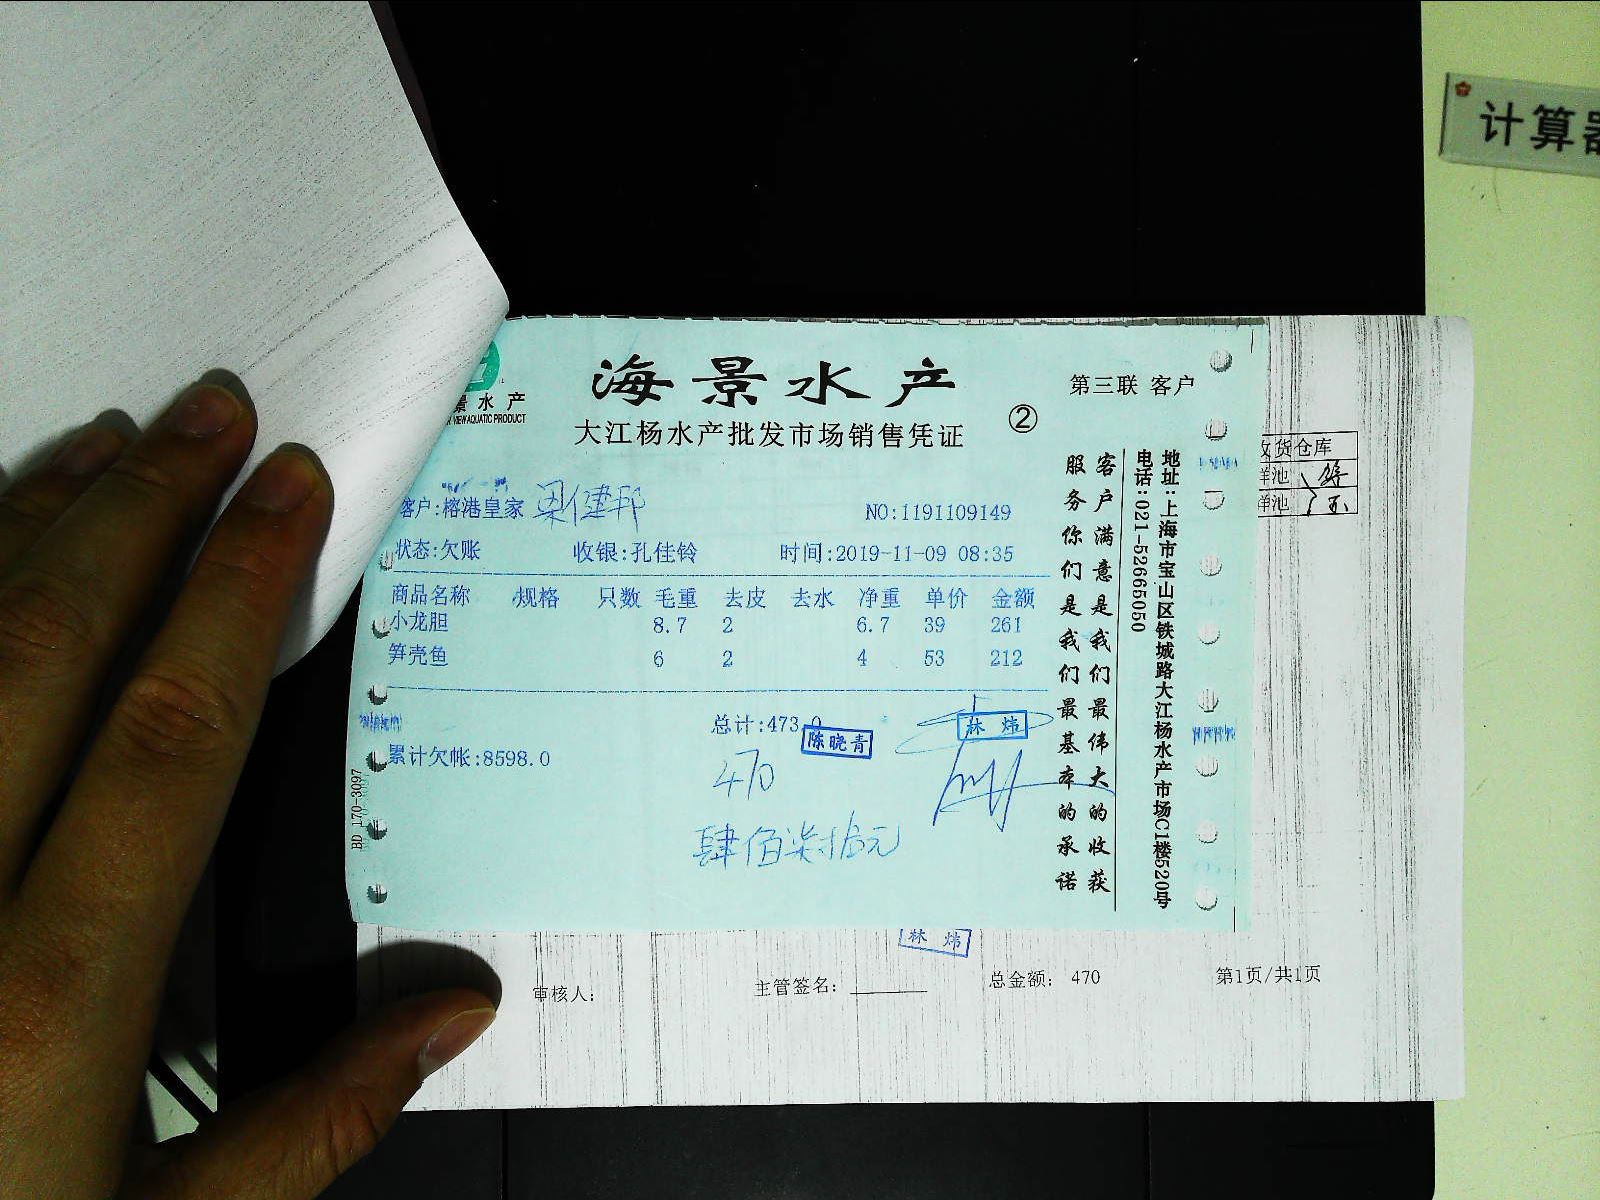 计算器
景水产
VIEW AQUATIC PRODUCT
海景水产
大江杨水产批发市场销售凭证
②
第三联 客户
客户:榕港皇家 梁健邦
NO:1191109149
状态:欠账 收银:孔佳铃 时间:2019-11-09 08:35
商品名称 规格 只数 毛重 去皮 去水 净重 单价 金额
小龙胆 8.7 2 6.7 39 261
笋壳鱼 6 2 4 53 212
总计:473.0
陈晓青
林 炜
累计欠帐:8598.0
470
肆佰柒拾元
BD 170-3097
客户满意是我们最伟大的收获
服务你们是我们最基本的承诺
地址:上海市宝山区铁城路大江杨水产市场C1楼520号
电话:021-52665050
收货仓库
鲜池
鲜池
林 炜
审核人:
主管签名:
总金额: 470
第1页/共1页